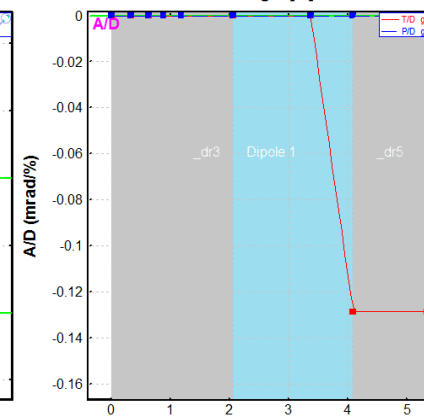 A/D
T/D g
P/D g
A/D (mrad/%)
0
-0.02
-0.04
-0.06
-0.08
-0.1
-0.12
-0.14
-0.16
_dr3 Dipole 1 _dr5
0 1 2 3 4 5